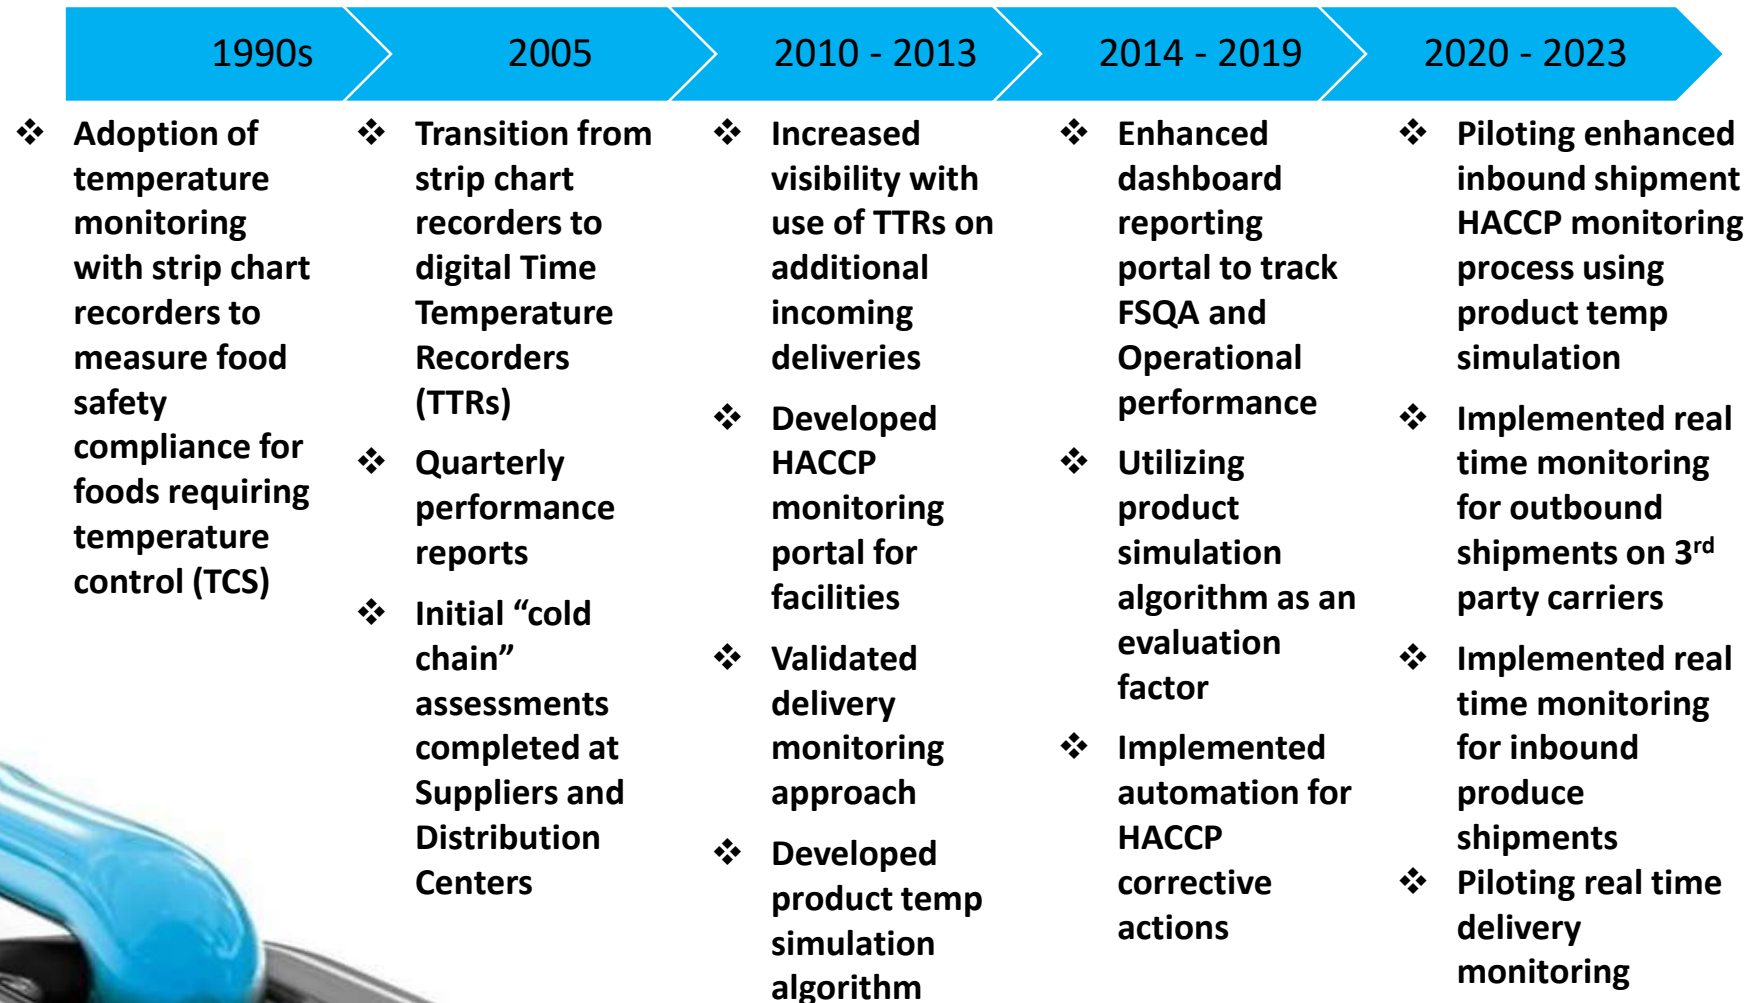 1990s
2005
2010 - 2013
2014 - 2019
2020 - 2023
❖ Adoption of
temperature
monitoring
with strip chart
recorders to
measure food
safety
compliance for
foods requiring
temperature
control (TCS)
❖ Transition from
strip chart
recorders to
digital Time
Temperature
Recorders
(TTRs)
❖ Quarterly
performance
reports
❖ Initial “cold
chain”
assessments
completed at
Suppliers and
Distribution
Centers
❖ Increased
visibility with
use of TTRs on
additional
incoming
deliveries
❖ Developed
HACCP
monitoring
portal for
facilities
❖ Validated
delivery
monitoring
approach
❖ Developed
product temp
simulation
algorithm
❖ Enhanced
dashboard
reporting
portal to track
FSQA and
Operational
performance
❖ Utilizing
product
simulation
algorithm as an
evaluation
factor
❖ Implemented
automation for
HACCP
corrective
actions
❖ Piloting enhanced
inbound shipment
HACCP monitoring
process using
product temp
simulation
❖ Implemented real
time monitoring
for outbound
shipments on 3rd
party carriers
❖ Implemented real
time monitoring
for inbound
produce
shipments
❖ Piloting real time
delivery
monitoring